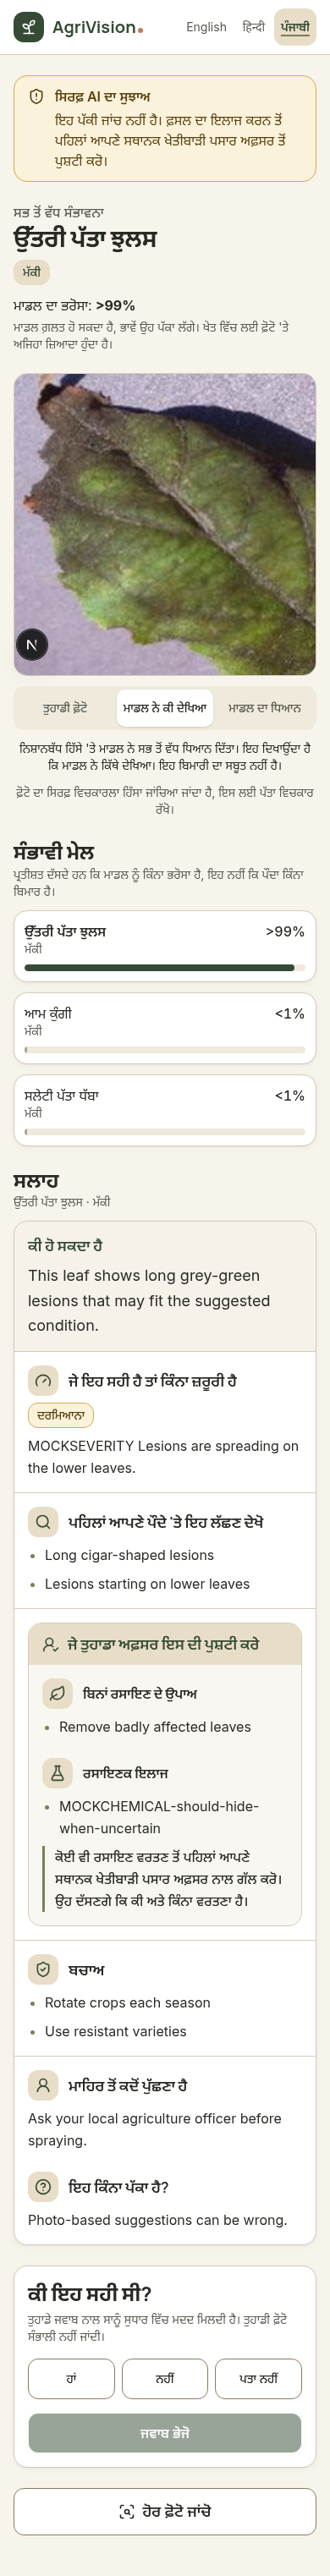 AgriVision
English हिन्दी ਪੰਜਾਬੀ
ਸਿਰਫ਼ AI ਦਾ ਸੁਝਾਅ
ਇਹ ਪੱਕੀ ਜਾਂਚ ਨਹੀਂ ਹੈ। ਫ਼ਸਲ ਦਾ ਇਲਾਜ ਕਰਨ ਤੋਂ
ਪਹਿਲਾਂ ਆਪਣੇ ਸਥਾਨਕ ਖੇਤੀਬਾੜੀ ਪਸਾਰ ਅਫ਼ਸਰ ਤੋਂ
ਪੁਸ਼ਟੀ ਕਰੋ।
ਸਭ ਤੋਂ ਵੱਧ ਸੰਭਾਵਨਾ
ਉੱਤਰੀ ਪੱਤਾ ਝੁਲਸ
ਮੱਕੀ
ਮਾਡਲ ਦਾ ਭਰੋਸਾ: >99%
ਮਾਡਲ ਗ਼ਲਤ ਹੋ ਸਕਦਾ ਹੈ, ਭਾਵੇਂ ਉਹ ਪੱਕਾ ਲੱਗੇ। ਖੇਤ ਵਿੱਚ ਲਈ ਫ਼ੋਟੋ 'ਤੇ
ਅਜਿਹਾ ਜ਼ਿਆਦਾ ਹੁੰਦਾ ਹੈ।
N
ਤੁਹਾਡੀ ਫ਼ੋਟੋ ਮਾਡਲ ਨੇ ਕੀ ਦੇਖਿਆ ਮਾਡਲ ਦਾ ਧਿਆਨ
ਨਿਸ਼ਾਨਬੱਧ ਹਿੱਸੇ 'ਤੇ ਮਾਡਲ ਨੇ ਸਭ ਤੋਂ ਵੱਧ ਧਿਆਨ ਦਿੱਤਾ। ਇਹ ਦਿਖਾਉਂਦਾ ਹੈ
ਕਿ ਮਾਡਲ ਨੇ ਕਿੱਥੇ ਦੇਖਿਆ। ਇਹ ਬਿਮਾਰੀ ਦਾ ਸਬੂਤ ਨਹੀਂ ਹੈ।
ਫ਼ੋਟੋ ਦਾ ਸਿਰਫ਼ ਵਿਚਕਾਰਲਾ ਹਿੱਸਾ ਜਾਂਚਿਆ ਜਾਂਦਾ ਹੈ, ਇਸ ਲਈ ਪੱਤਾ ਵਿਚਕਾਰ
ਰੱਖੋ।
ਸੰਭਾਵੀ ਮੇਲ
ਪ੍ਰਤੀਸ਼ਤ ਦੱਸਦੇ ਹਨ ਕਿ ਮਾਡਲ ਨੂੰ ਕਿੰਨਾ ਭਰੋਸਾ ਹੈ, ਇਹ ਨਹੀਂ ਕਿ ਪੌਦਾ ਕਿੰਨਾ
ਬਿਮਾਰ ਹੈ।
ਉੱਤਰੀ ਪੱਤਾ ਝੁਲਸ >99%
ਮੱਕੀ
ਆਮ ਕੁੰਗੀ <1%
ਮੱਕੀ
ਸਲੇਟੀ ਪੱਤਾ ਧੱਬਾ <1%
ਮੱਕੀ
ਸਲਾਹ
ਉੱਤਰੀ ਪੱਤਾ ਝੁਲਸ · ਮੱਕੀ
ਕੀ ਹੋ ਸਕਦਾ ਹੈ
This leaf shows long grey-green
lesions that may fit the suggested
condition.
ਜੇ ਇਹ ਸਹੀ ਹੈ ਤਾਂ ਕਿੰਨਾ ਜ਼ਰੂਰੀ ਹੈ
ਦਰਮਿਆਨਾ
MOCKSEVERITY Lesions are spreading on
the lower leaves.
ਪਹਿਲਾਂ ਆਪਣੇ ਪੌਦੇ 'ਤੇ ਇਹ ਲੱਛਣ ਦੇਖੋ
• Long cigar-shaped lesions
• Lesions starting on lower leaves
ਜੇ ਤੁਹਾਡਾ ਅਫ਼ਸਰ ਇਸ ਦੀ ਪੁਸ਼ਟੀ ਕਰੇ
ਬਿਨਾਂ ਰਸਾਇਣ ਦੇ ਉਪਾਅ
• Remove badly affected leaves
ਰਸਾਇਣਕ ਇਲਾਜ
• MOCKCHEMICAL-should-hide-
when-uncertain
ਕੋਈ ਵੀ ਰਸਾਇਣ ਵਰਤਣ ਤੋਂ ਪਹਿਲਾਂ ਆਪਣੇ
ਸਥਾਨਕ ਖੇਤੀਬਾੜੀ ਪਸਾਰ ਅਫ਼ਸਰ ਨਾਲ ਗੱਲ ਕਰੋ।
ਉਹ ਦੱਸਣਗੇ ਕਿ ਕੀ ਅਤੇ ਕਿੰਨਾ ਵਰਤਣਾ ਹੈ।
ਬਚਾਅ
• Rotate crops each season
• Use resistant varieties
ਮਾਹਿਰ ਤੋਂ ਕਦੋਂ ਪੁੱਛਣਾ ਹੈ
Ask your local agriculture officer before
spraying.
ਇਹ ਕਿੰਨਾ ਪੱਕਾ ਹੈ?
Photo-based suggestions can be wrong.
ਕੀ ਇਹ ਸਹੀ ਸੀ?
ਤੁਹਾਡੇ ਜਵਾਬ ਨਾਲ ਸਾਨੂੰ ਸੁਧਾਰ ਵਿੱਚ ਮਦਦ ਮਿਲਦੀ ਹੈ। ਤੁਹਾਡੀ ਫ਼ੋਟੋ
ਸੰਭਾਲੀ ਨਹੀਂ ਜਾਂਦੀ।
ਹਾਂ ਨਹੀਂ ਪਤਾ ਨਹੀਂ
ਜਵਾਬ ਭੇਜੋ
ਹੋਰ ਫ਼ੋਟੋ ਜਾਂਚੋ